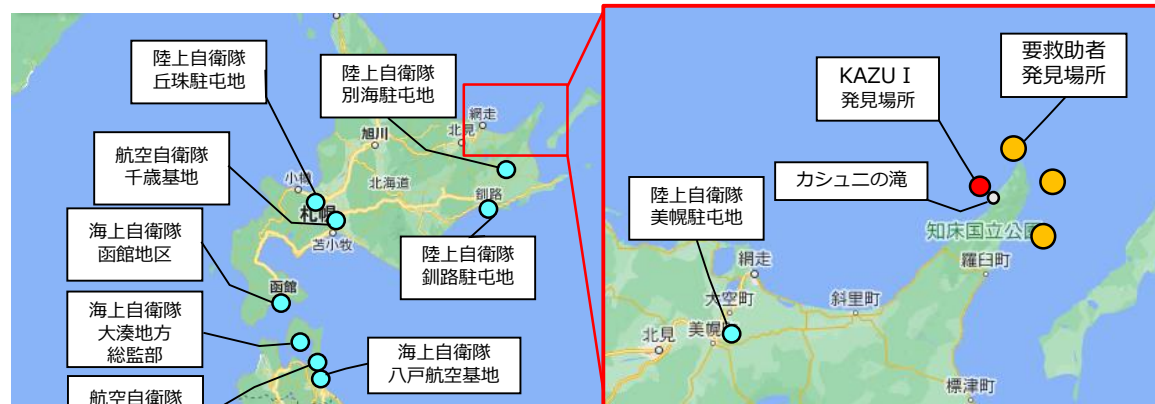 陸上自衛隊
丘珠駐屯地
陸上自衛隊
別海駐屯地
航空自衛隊
千歳基地
海上自衛隊
函館地区
海上自衛隊
大湊地方
総監部
航空自衛隊
陸上自衛隊
釧路駐屯地
海上自衛隊
八戸航空基地
網走
北見
旭川
北海道
小樽
札幌
苫小牧
釧路
函館
KAZUⅠ
発見場所
要救助者
発見場所
カシュニの滝
陸上自衛隊
美幌駐屯地
知床国立公園
羅臼町
網走
大空町
斜里町
北見
美幌町
標津町